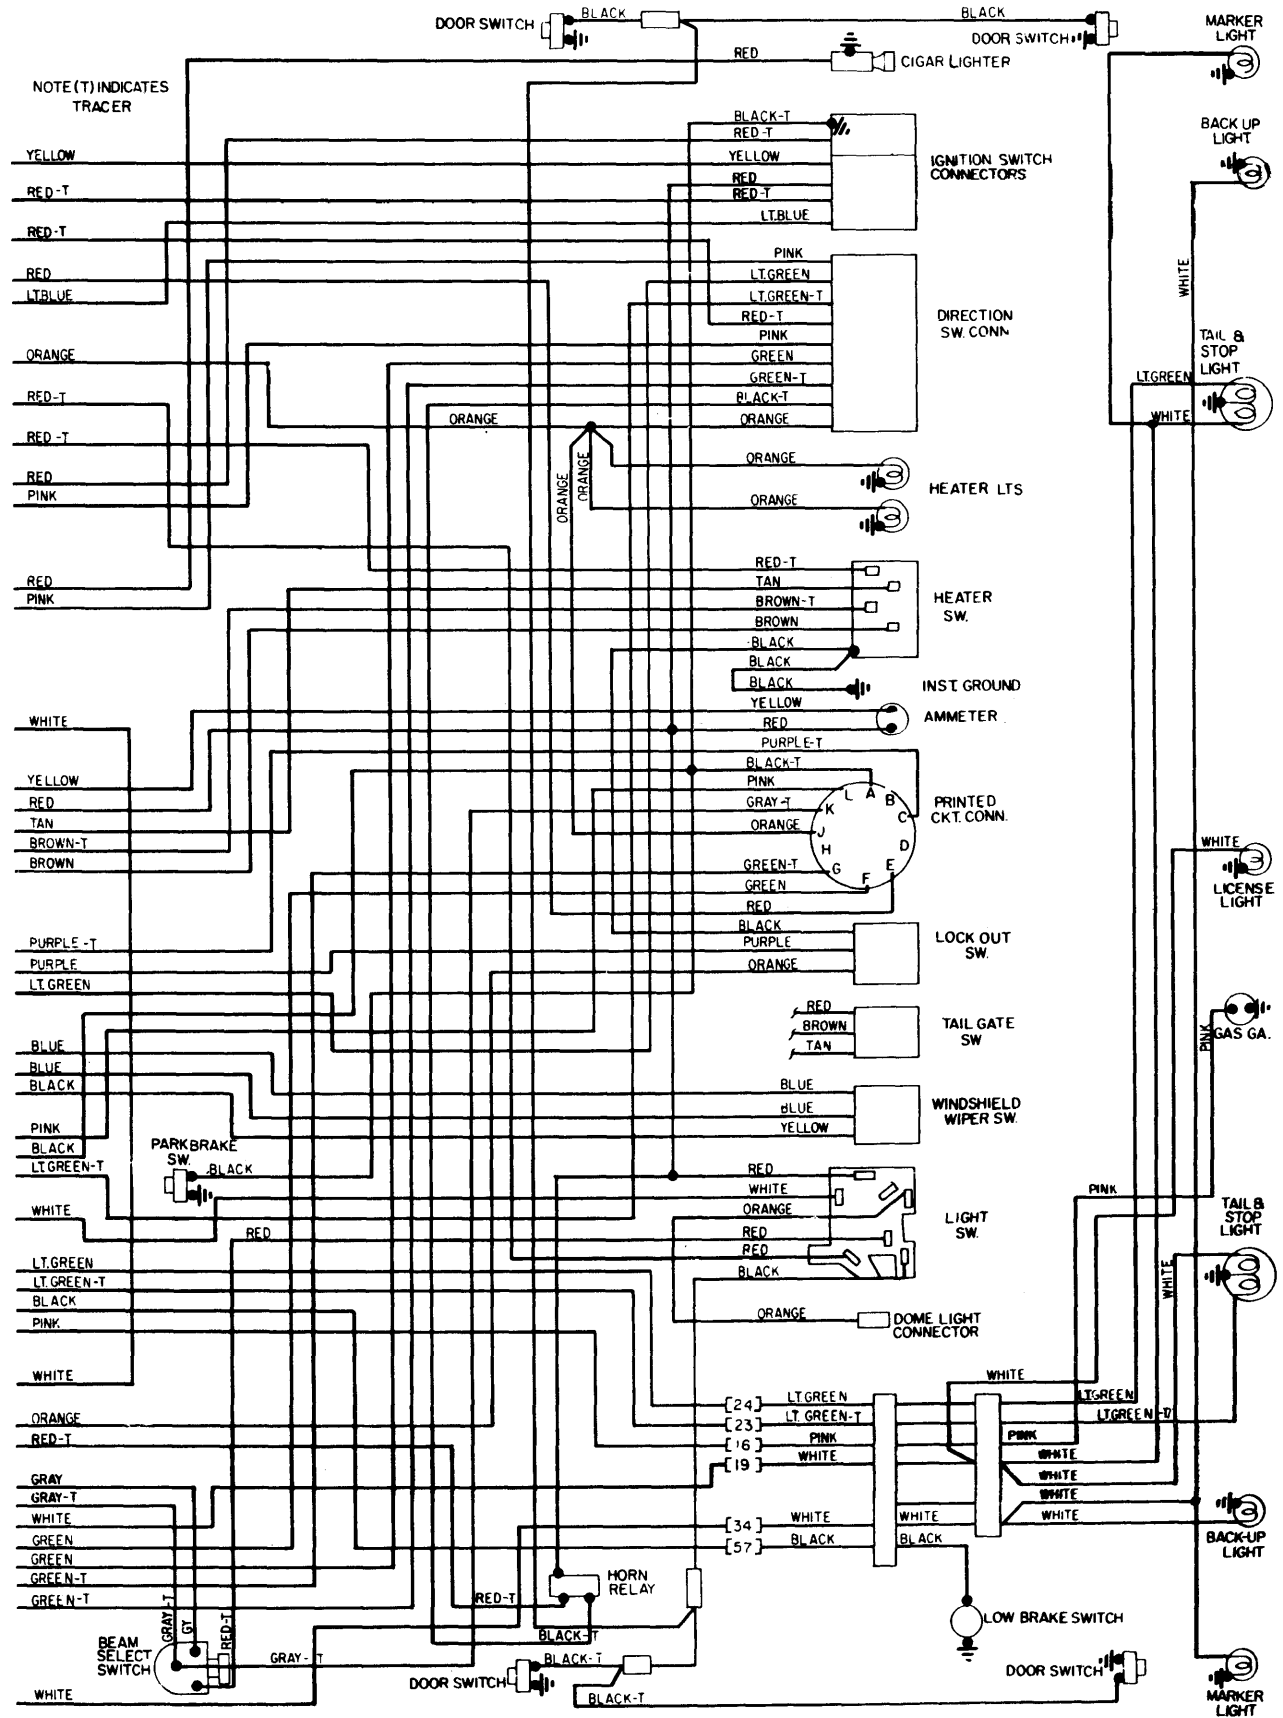 DOOR SWITCH
BLACK
BLACK
DOOR SWITCH
MARKER
LIGHT
RED
CIGAR LIGHTER
NOTE (T) INDICATES
TRACER
BLACK-T
RED-T
YELLOW
RED
RED-T
LT.BLUE
IGNITION SWITCH
CONNECTORS
BACK UP
LIGHT
YELLOW
RED-T
RED-T
RED
LT.BLUE
ORANGE
RED-T
RED-T
RED
PINK
RED
PINK
PINK
LT.GREEN
LT.GREEN-T
RED-T
PINK
GREEN
GREEN-T
BLACK-T
ORANGE
ORANGE
DIRECTION
SW. CONN
WHITE
TAIL &
STOP
LIGHT
LT.GREEN
WHITE
ORANGE
ORANGE
ORANGE
ORANGE
HEATER LTS
RED-T
TAN
BROWN-T
BROWN
BLACK
BLACK
BLACK
HEATER
SW.
INST. GROUND
YELLOW
RED
AMMETER
PURPLE-T
BLACK-T
PINK
GRAY-T
ORANGE
GREEN-T
GREEN
RED
L A B
K C
J
H D
G F E
PRINTED
CKT. CONN.
WHITE
YELLOW
RED
TAN
BROWN-T
BROWN
WHITE
LICENSE
LIGHT
BLACK
PURPLE
ORANGE
LOCK OUT
SW.
PURPLE-T
PURPLE
LT.GREEN
RED
BROWN
TAN
TAIL GATE
SW
PINK
GAS GA.
BLUE
BLUE
BLACK
PINK
BLACK
LT.GREEN-T
WHITE
BLUE
BLUE
YELLOW
WINDSHIELD
WIPER SW.
PARK BRAKE
SW.
BLACK
RED
WHITE
ORANGE
RED
RED
BLACK
RED
LIGHT
SW.
PINK
TAIL &
STOP
LIGHT
WHITE
LT.GREEN
LT.GREEN-T
BLACK
PINK
WHITE
ORANGE
DOME LIGHT
CONNECTOR
WHITE
ORANGE
RED-T
GRAY
GRAY-T
WHITE
GREEN
GREEN
GREEN-T
GREEN-T
WHITE
[24] LT.GREEN
[23] LT. GREEN-T
[16] PINK
[19] WHITE
[34] WHITE
[57] BLACK
WHITE
BLACK
LTGREEN
LT.GREEN-T
PINK
WHITE
WHITE
WHITE
WHITE
BACK-UP
LIGHT
HORN
RELAY
RED-T
BLACK-T
LOW BRAKE SWITCH
GRAY-T
GY
RED-T
BEAM
SELECT
SWITCH
GRAY-T
DOOR SWITCH
BLACK-T
BLACK-T
DOOR SWITCH
MARKER
LIGHT